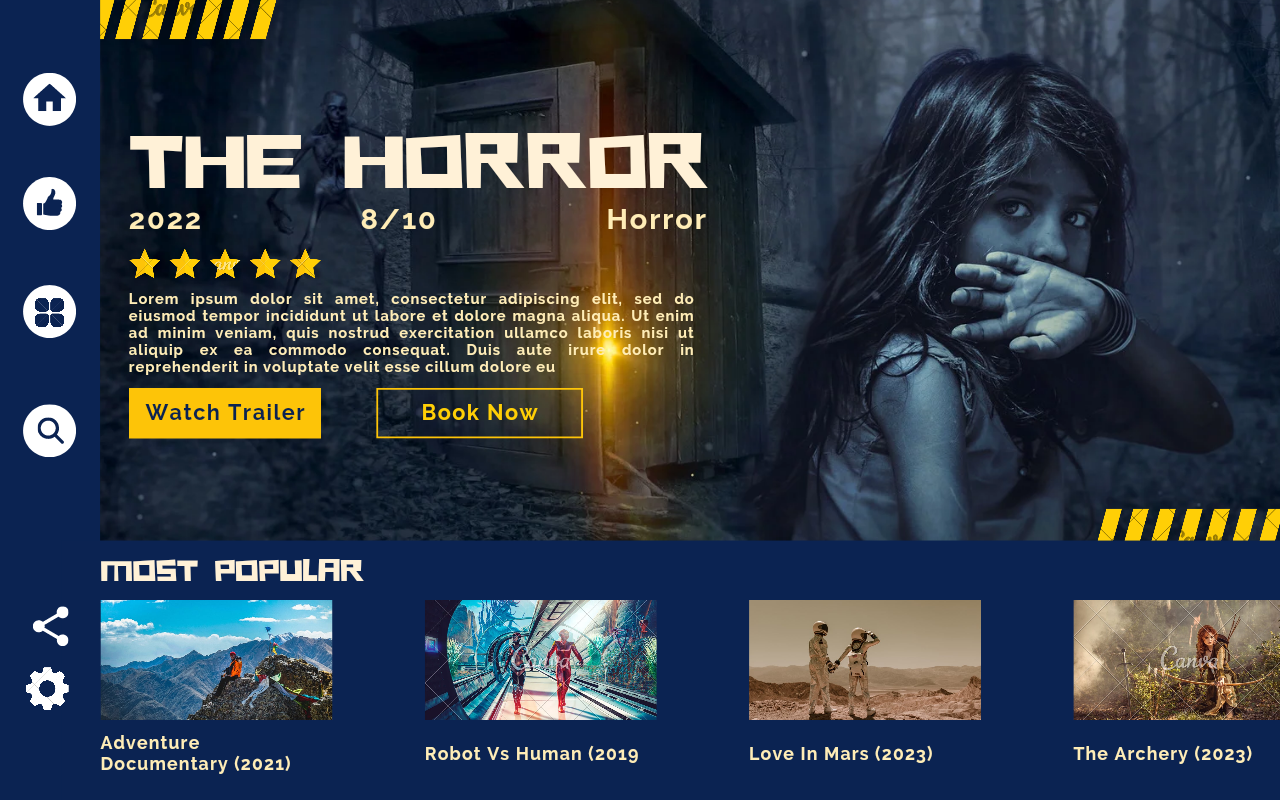 THE HORROR
2022 8/10 Horror
Lorem ipsum dolor sit amet, consectetur adipiscing elit, sed do
eiusmod tempor incididunt ut labore et dolore magna aliqua. Ut enim
ad minim veniam, quis nostrud exercitation ullamco laboris nisi ut
aliquip ex ea commodo consequat. Duis aute irure dolor in
reprehenderit in voluptate velit esse cillum dolore eu
Watch Trailer Book Now
MOST POPULAR
Canva
Canva
Adventure
Documentary (2021)
Robot Vs Human (2019
Love In Mars (2023)
The Archery (2023)